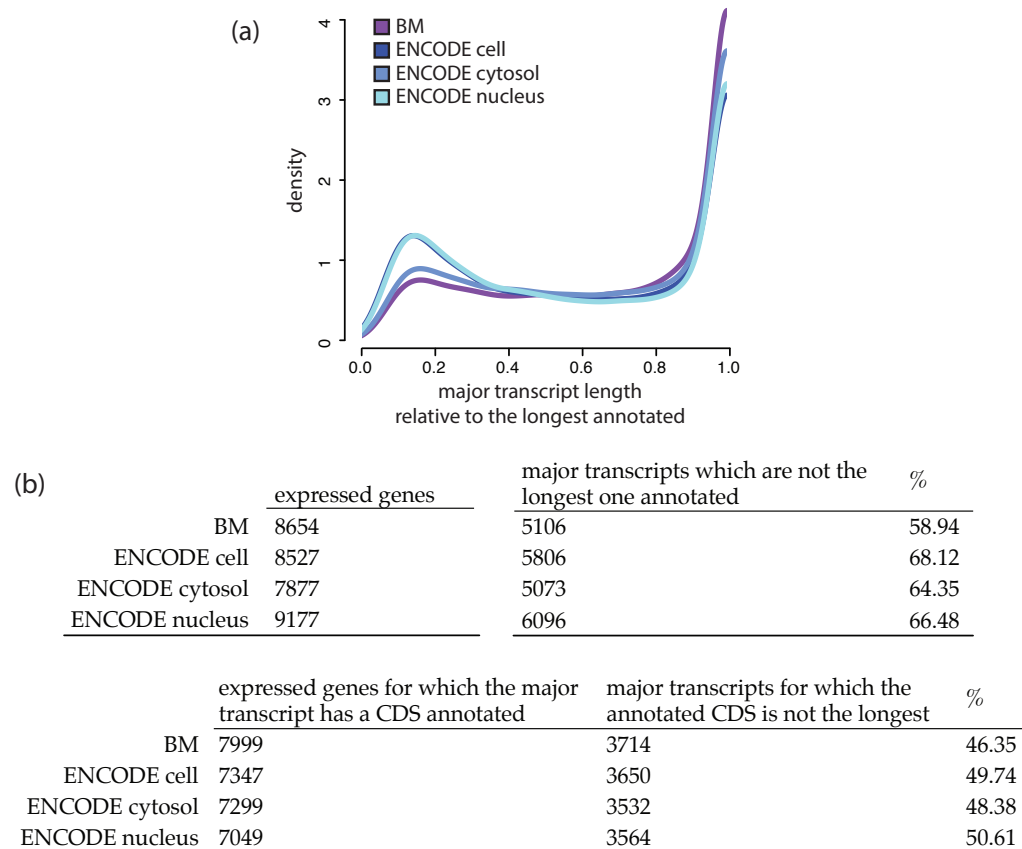 (a)
BM
ENCODE cell
ENCODE cytosol
ENCODE nucleus
density
4
3
2
1
0
0.0 0.2 0.4 0.6 0.8 1.0
major transcript length
relative to the longest annotated
(b)
expressed genes
major transcripts which are not the
longest one annotated
%
BM 8654 5106 58.94
ENCODE cell 8527 5806 68.12
ENCODE cytosol 7877 5073 64.35
ENCODE nucleus 9177 6096 66.48
expressed genes for which the major
transcript has a CDS annotated
major transcripts for which the
annotated CDS is not the longest
%
BM 7999 3714 46.35
ENCODE cell 7347 3650 49.74
ENCODE cytosol 7299 3532 48.38
ENCODE nucleus 7049 3564 50.61